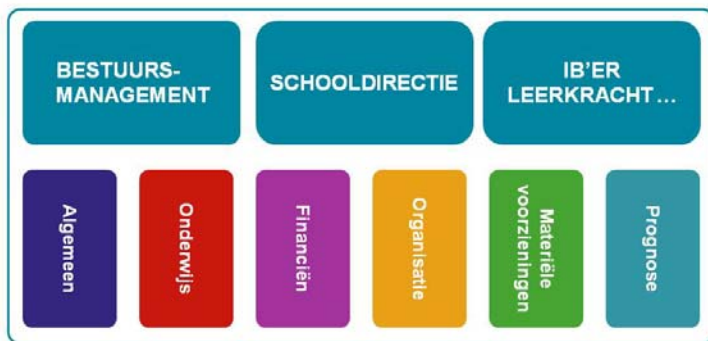 BESTUURS-
MANAGEMENT
SCHOOLDIRECTIE
IB'ER
LEERKRACHT...
Algemeen
Onderwijs
Financiën
Organisatie
Materiële
voorzieningen
Prognose